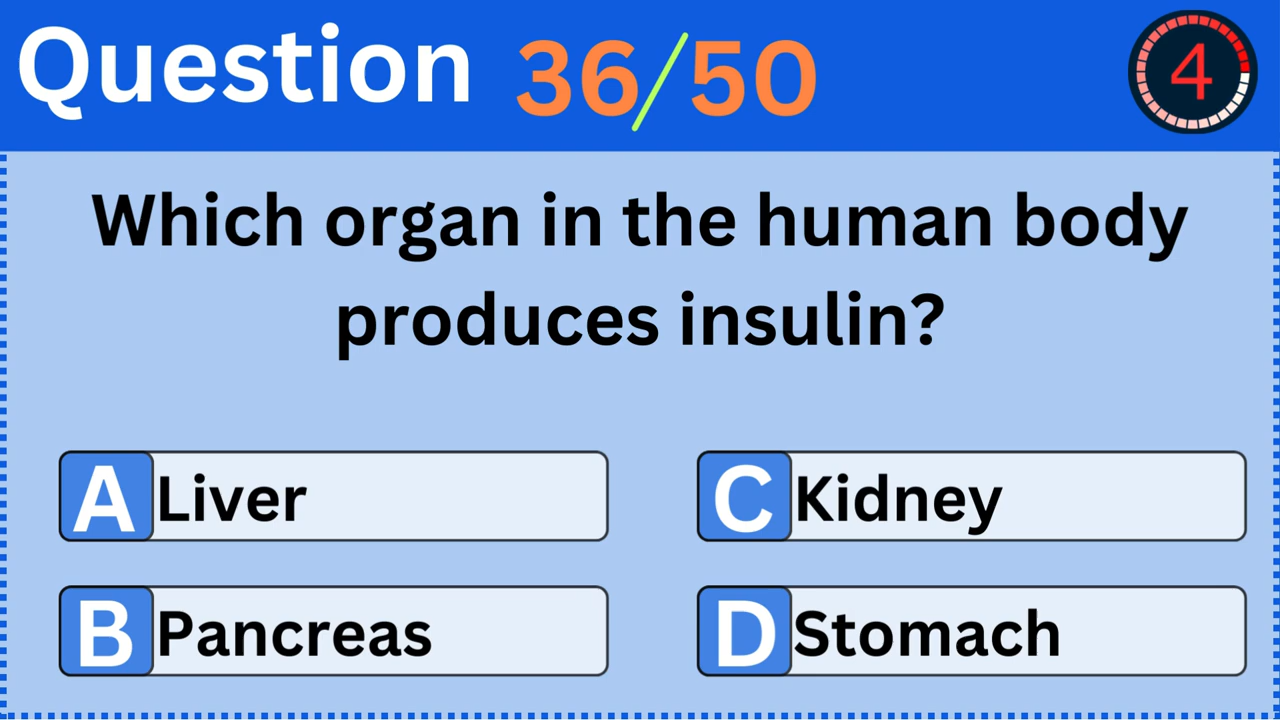 Question 36/50
4
Which organ in the human body
produces insulin?
A Liver
C Kidney
B Pancreas
D Stomach